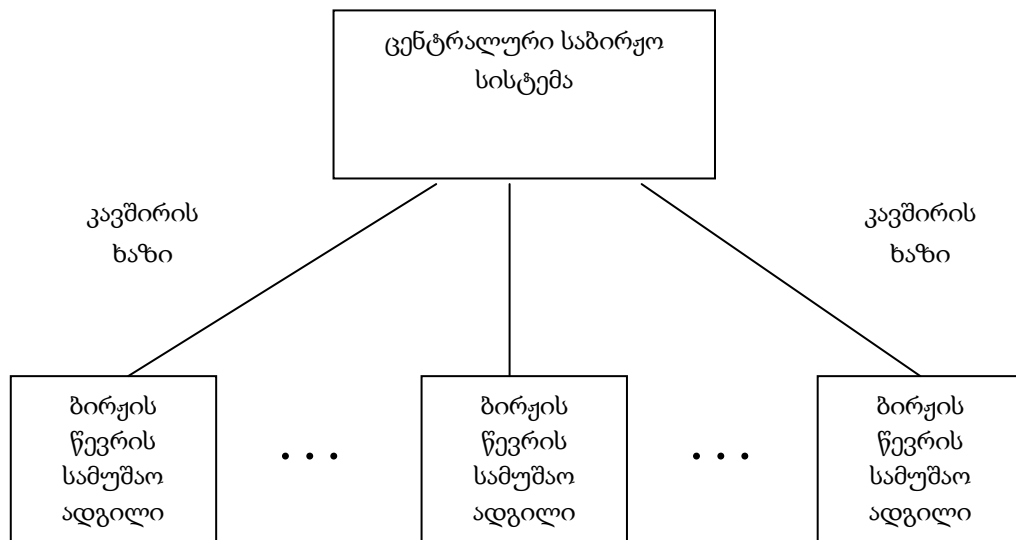 ცენტრალური საბირჟო
სისტემა
კავშირის
ხაზი
კავშირის
ხაზი
ბირჟის
წევრის
სამუშაო
ადგილი
. . .
ბირჟის
წევრის
სამუშაო
ადგილი
. . .
ბირჟის
წევრის
სამუშაო
ადგილი